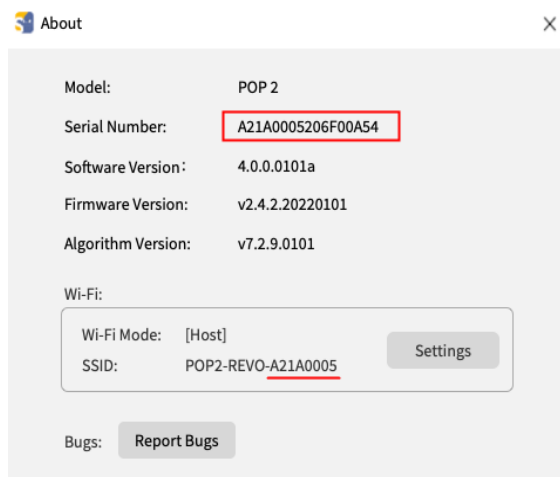 About
Model: POP 2
Serial Number: A21A0005206F00A54
Software Version: 4.0.0.0101a
Firmware Version: v2.4.2.20220101
Algorithm Version: v7.2.9.0101
Wi-Fi:
Wi-Fi Mode: [Host]
Settings
SSID: POP2-REVO-A21A0005
Bugs: Report Bugs